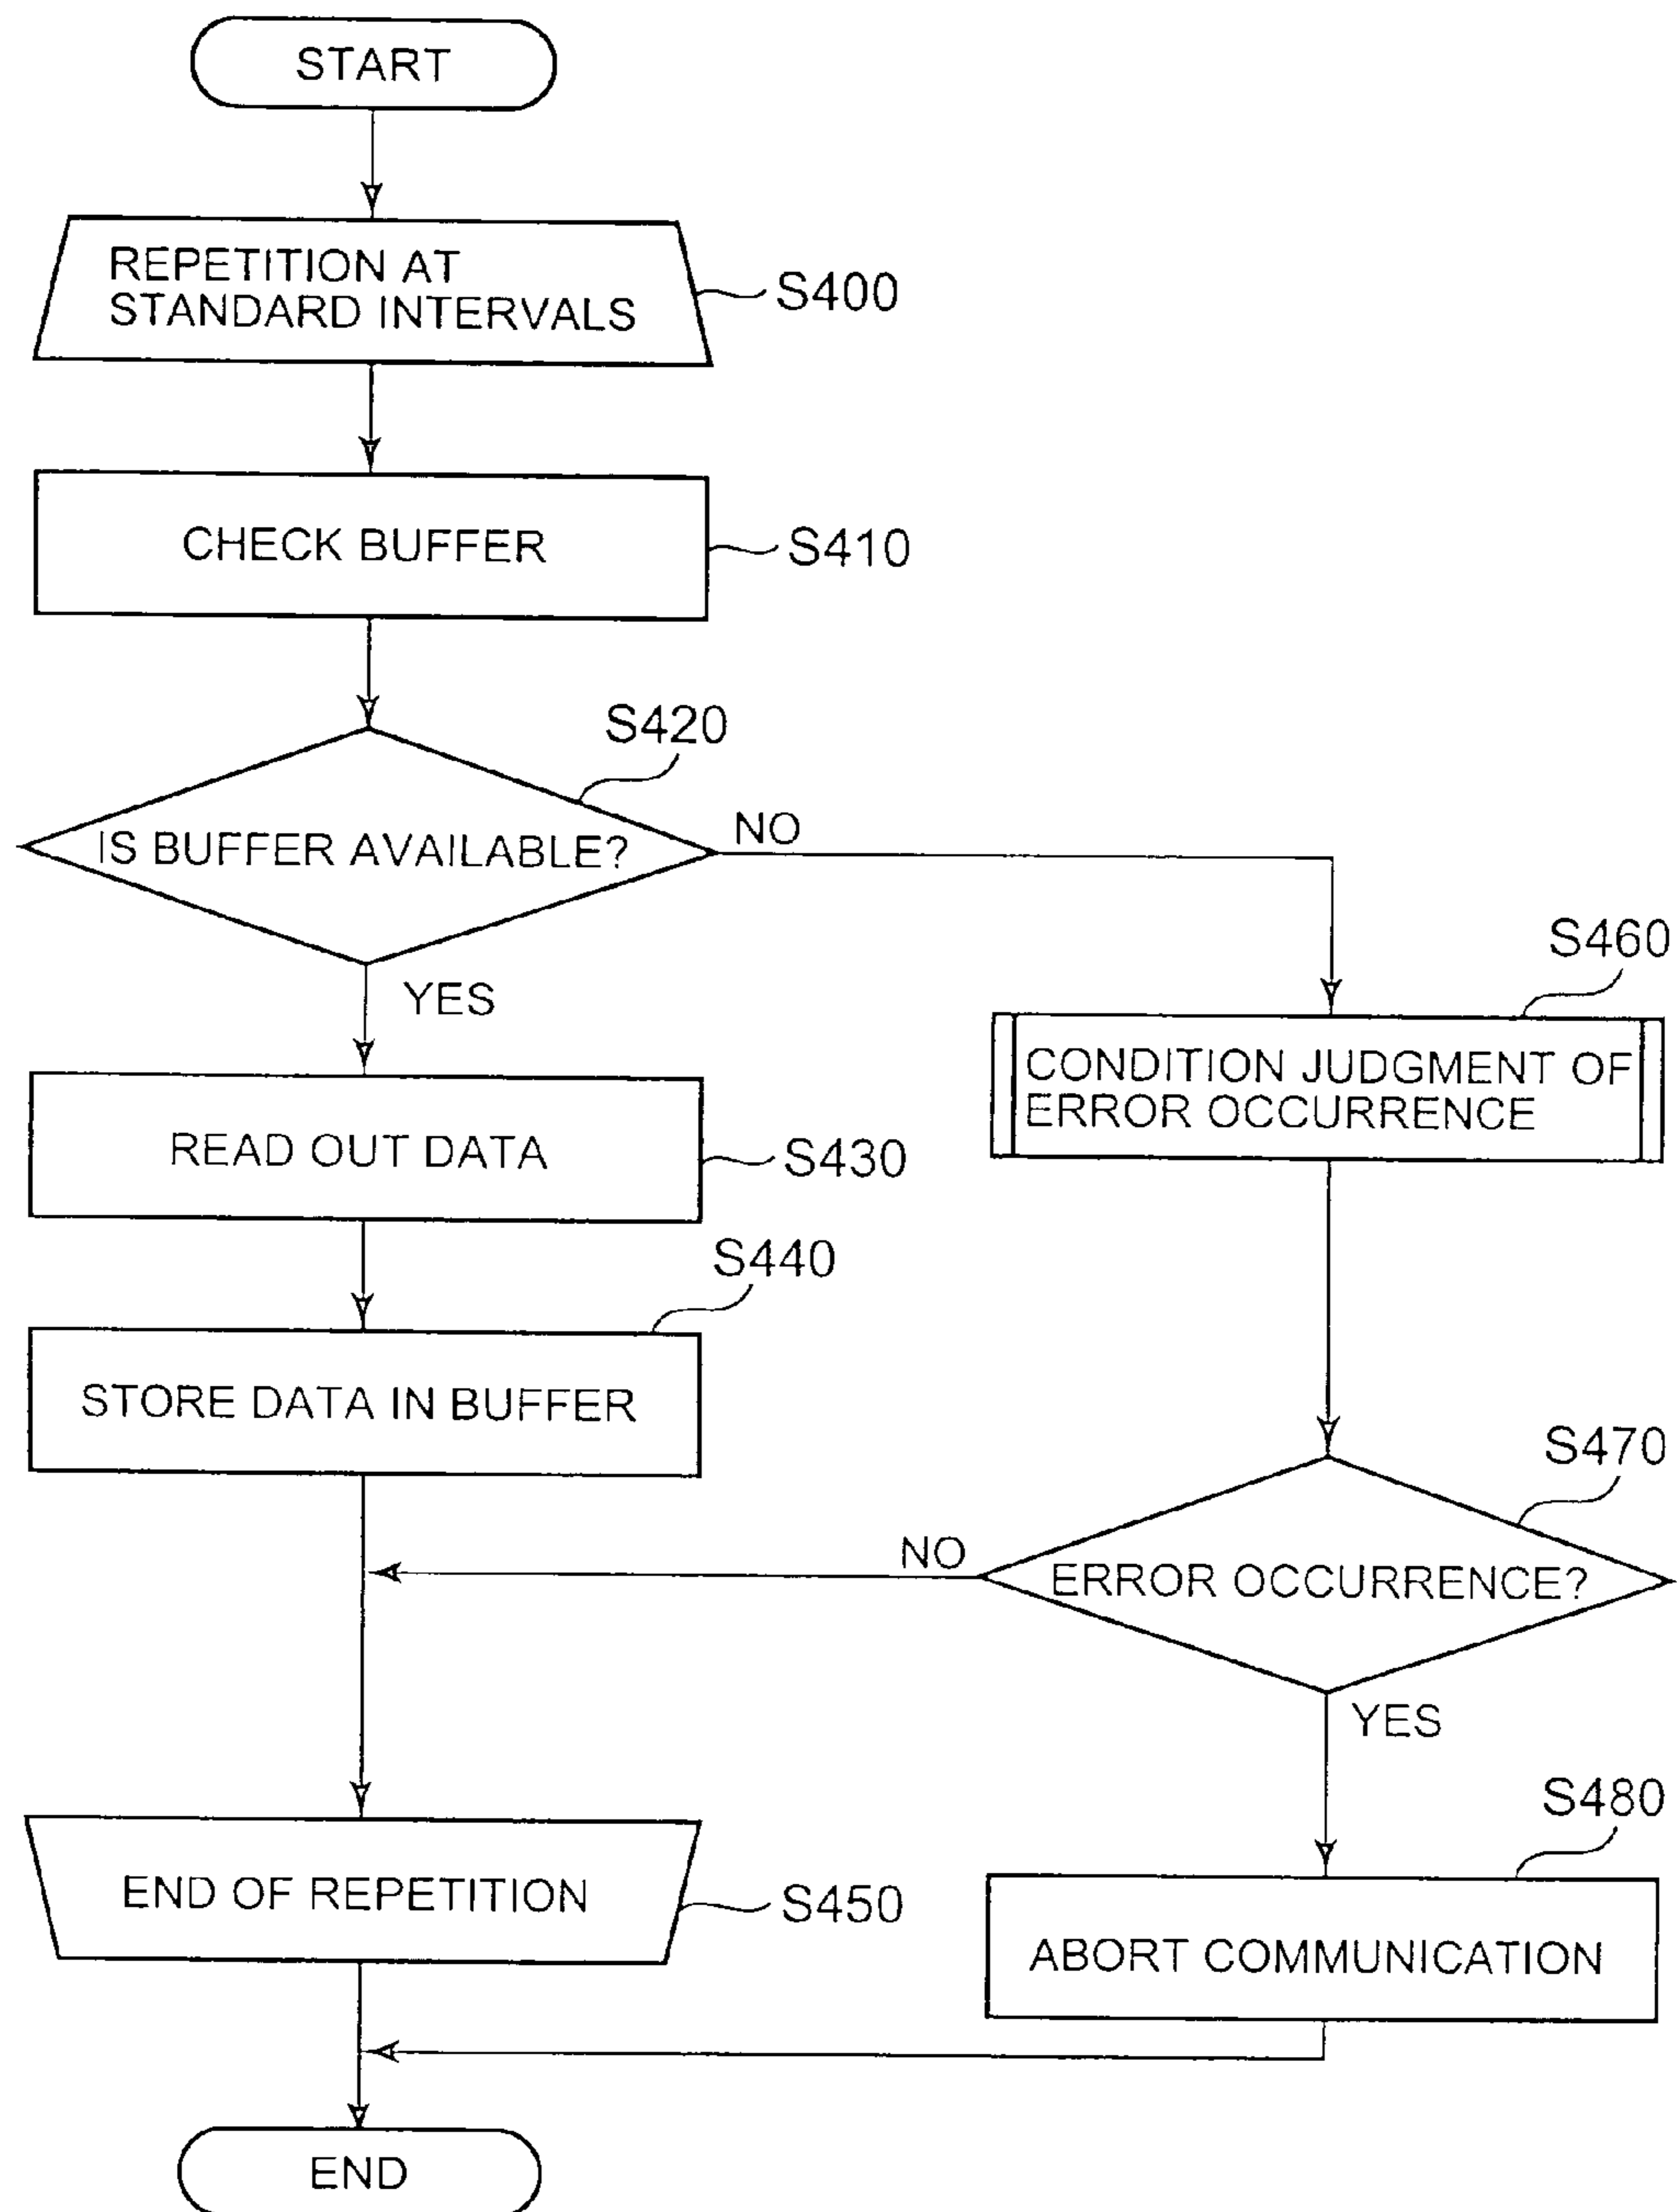 START
REPETITION AT
STANDARD INTERVALS
S400
CHECK BUFFER
S410
S420
IS BUFFER AVAILABLE?
NO
YES
S460
CONDITION JUDGMENT OF
ERROR OCCURRENCE
READ OUT DATA
S430
S440
STORE DATA IN BUFFER
S470
NO
ERROR OCCURRENCE?
YES
S480
END OF REPETITION
S450
ABORT COMMUNICATION
END